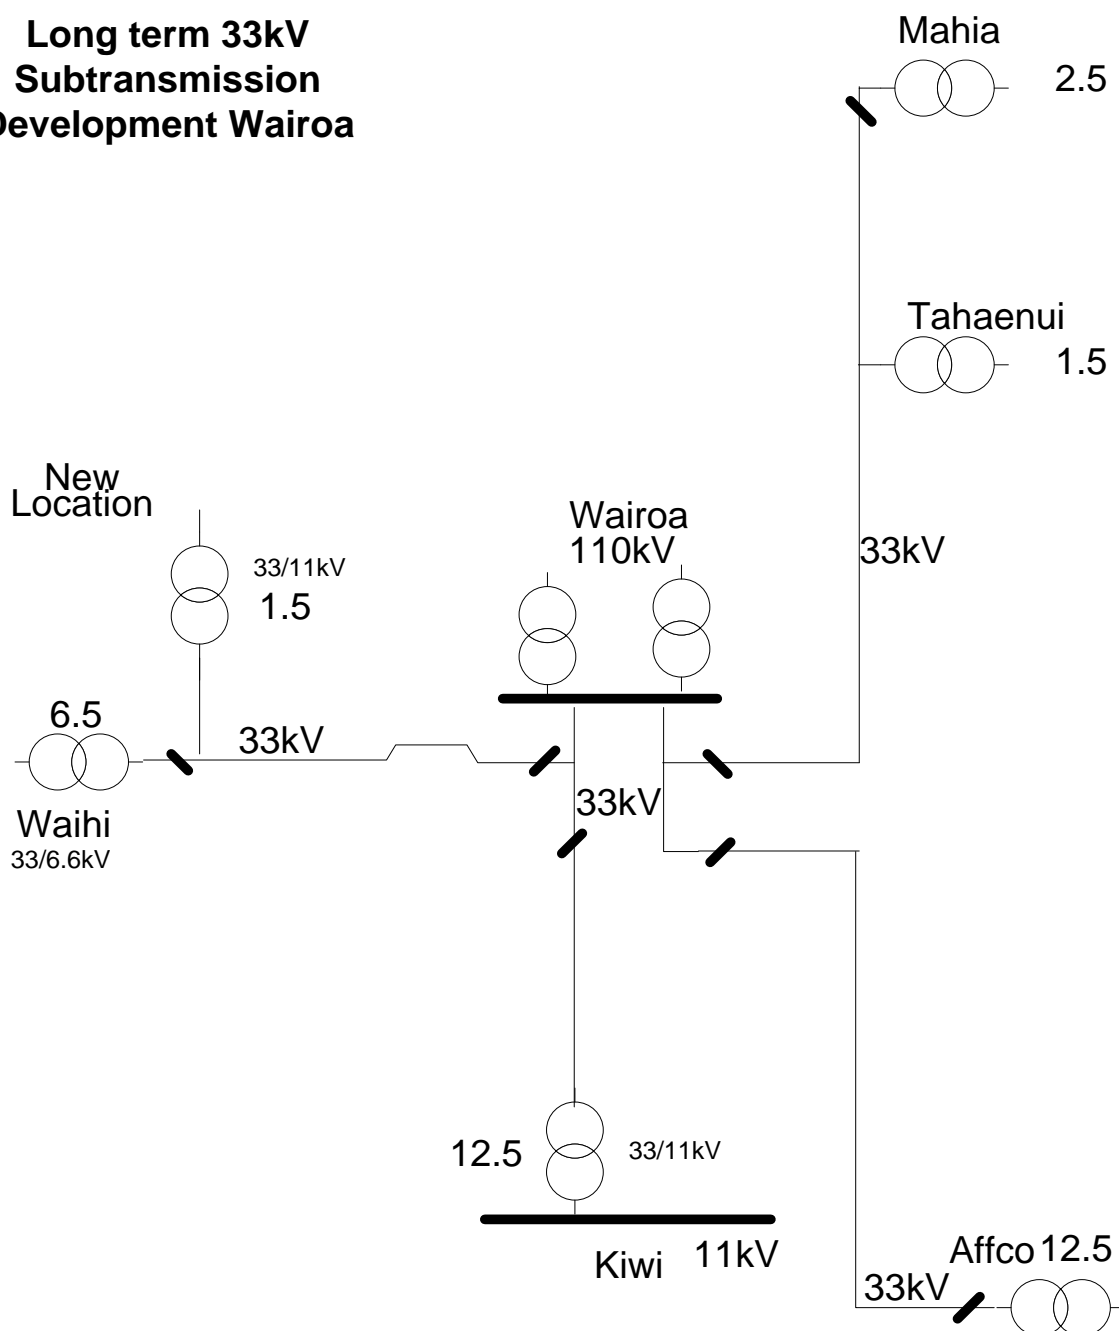 Long term 33kV
Subtransmission
Development Wairoa
Mahia
2.5
Tahaenui
1.5
New
Location
33/11kV
1.5
Wairoa
110kV
33kV
6.5
33kV
Waihi
33/6.6kV
33kV
12.5
33/11kV
Kiwi
11kV
Affco 12.5
33kV